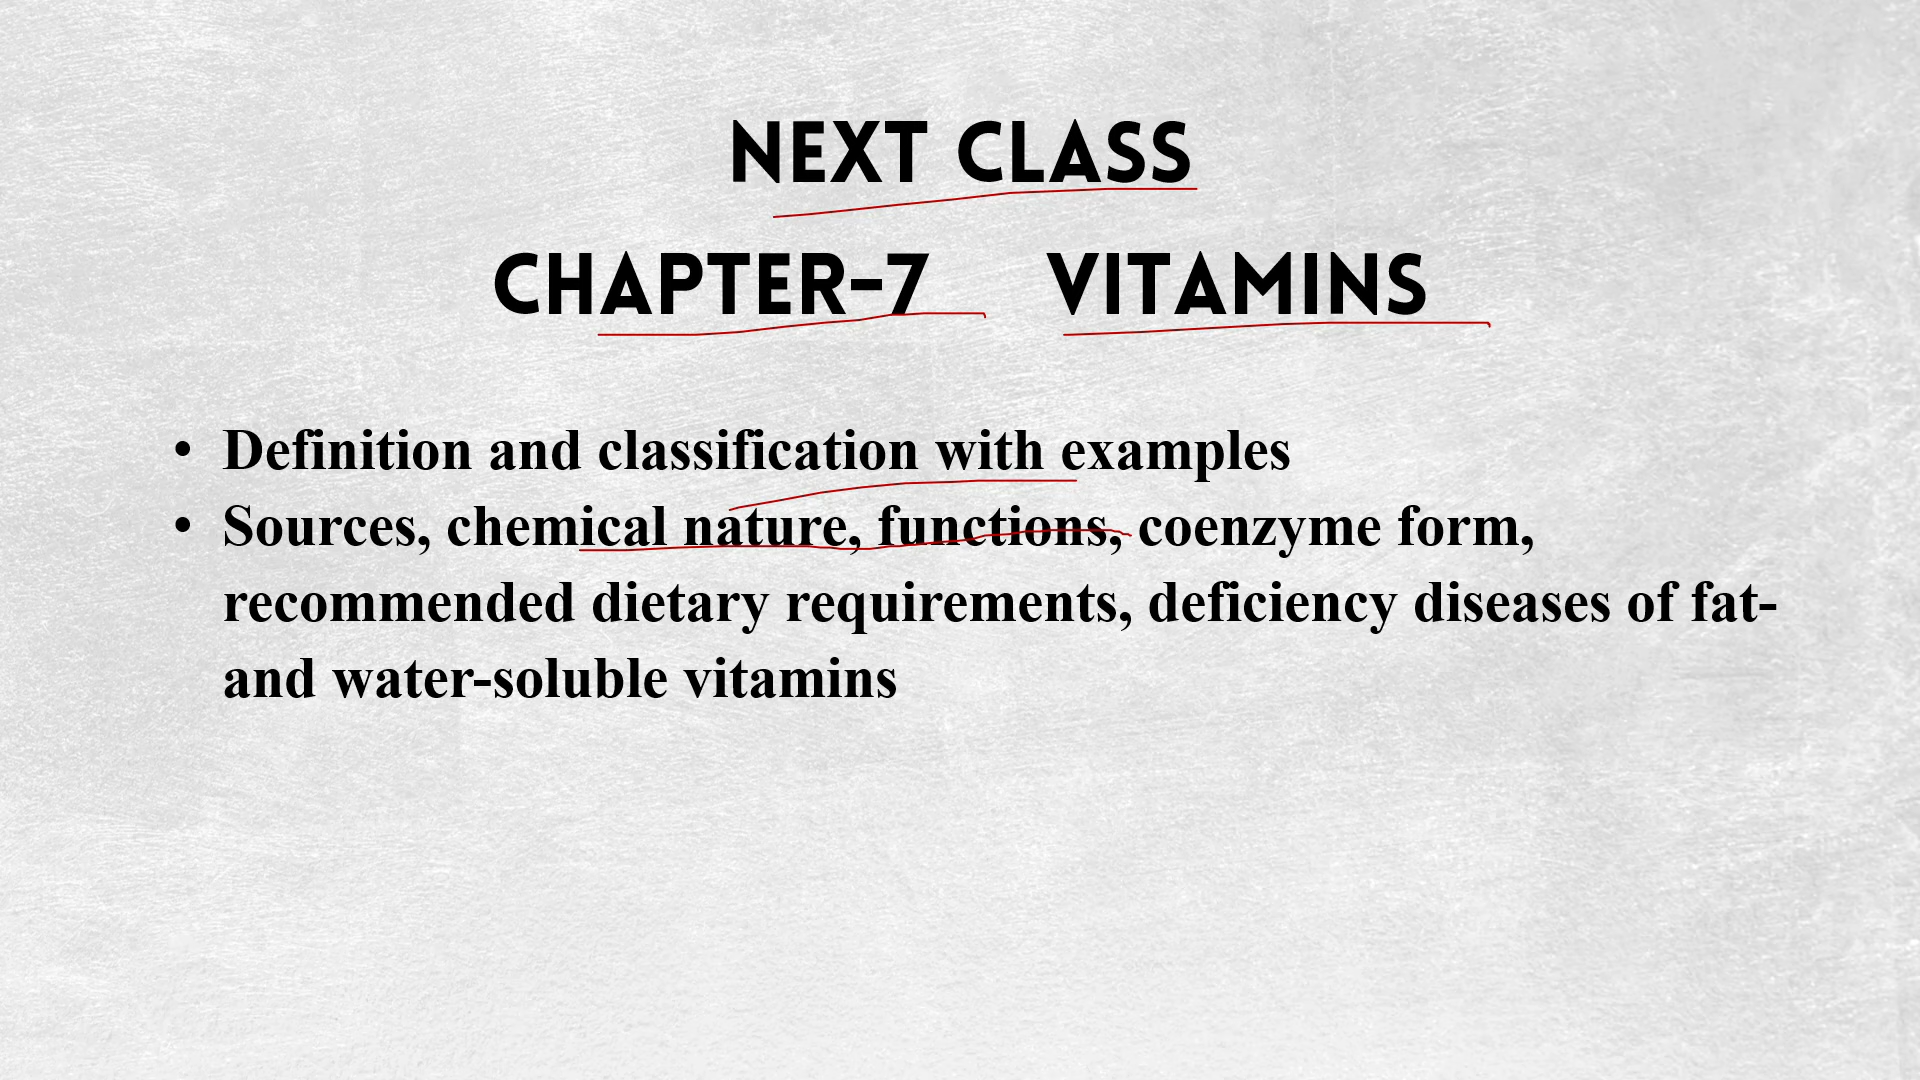 NEXT CLASS
CHAPTER-7 VITAMINS
• Definition and classification with examples
• Sources, chemical nature, functions, coenzyme form,
recommended dietary requirements, deficiency diseases of fat-
and water-soluble vitamins